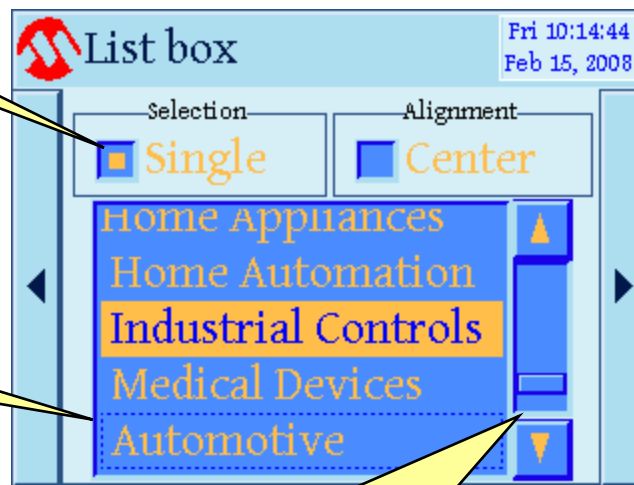 List box
Fri 10:14:44
Feb 15, 2008
Selection
Alignment
Single
Center
Home Appliances
Home Automation
Industrial Controls
Medical Devices
Automotive